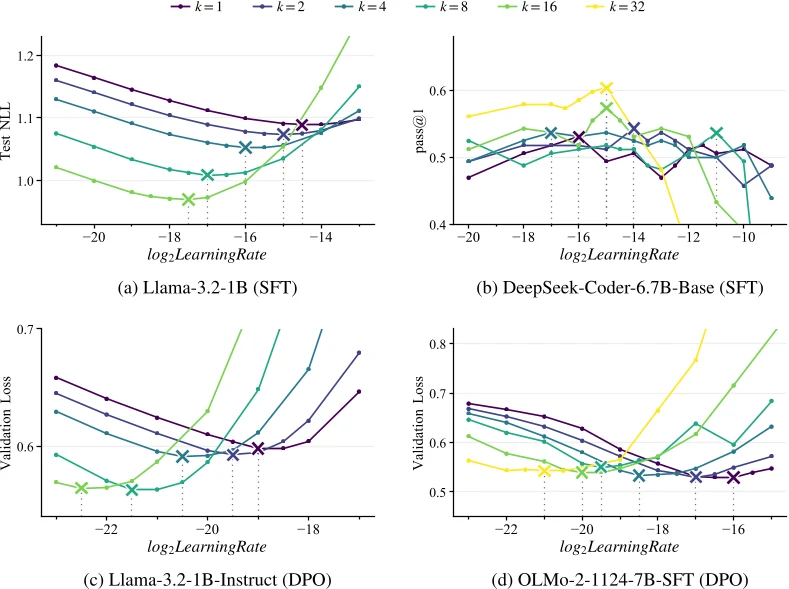 k = 1 k = 2 k = 4 k = 8 k = 16 k = 32
Test NLL
1.2
1.1
1.0
−20 −18 −16 −14
log2LearningRate
(a) Llama-3.2-1B (SFT)
pass@1
0.6
0.5
0.4
−20 −18 −16 −14 −12 −10
log2LearningRate
(b) DeepSeek-Coder-6.7B-Base (SFT)
Validation Loss
0.7
0.6
−22 −20 −18
log2LearningRate
(c) Llama-3.2-1B-Instruct (DPO)
Validation Loss
0.8
0.7
0.6
0.5
−22 −20 −18 −16
log2LearningRate
(d) OLMo-2-1124-7B-SFT (DPO)